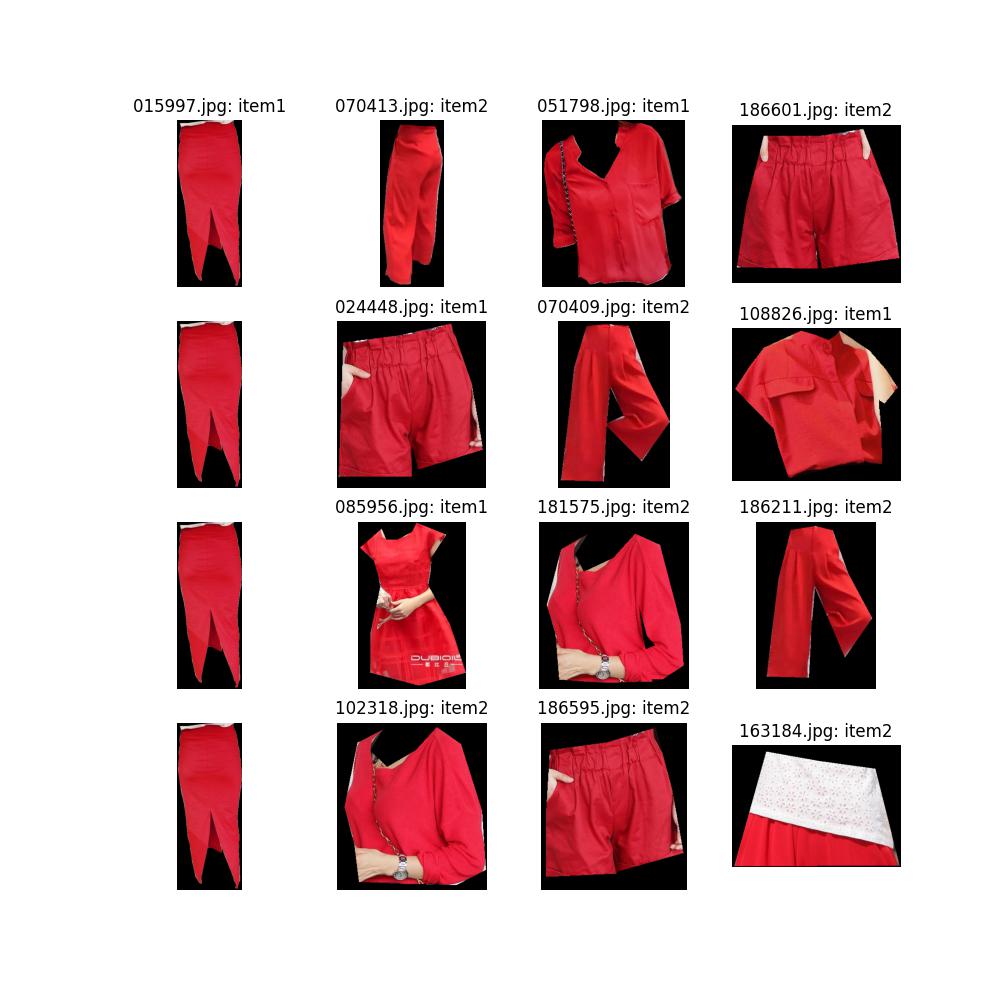 015997.jpg: item1
070413.jpg: item2
051798.jpg: item1
186601.jpg: item2
024448.jpg: item1
070409.jpg: item2
108826.jpg: item1
085956.jpg: item1
181575.jpg: item2
186211.jpg: item2
102318.jpg: item2
186595.jpg: item2
163184.jpg: item2